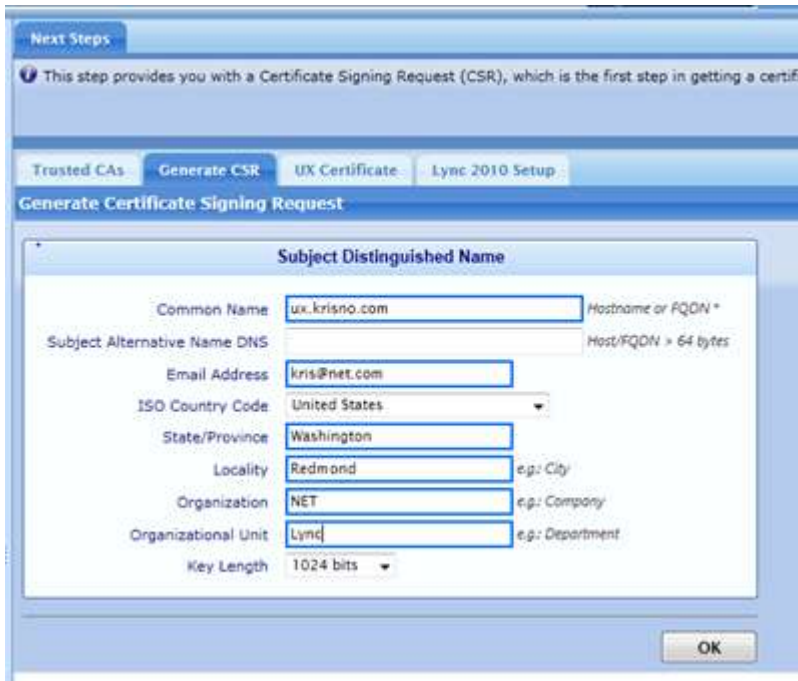 Next Steps
This step provides you with a Certificate Signing Request (CSR), which is the first step in getting a certif
Trusted CAs Generate CSR UX Certificate Lync 2010 Setup
Generate Certificate Signing Request
Subject Distinguished Name
Common Name ux.krisno.com Hostname or FQDN *
Subject Alternative Name DNS Host/FQDN > 64 bytes
Email Address kris@net.com
ISO Country Code United States
State/Province Washington
Locality Redmond e.g.: City
Organization NET e.g.: Company
Organizational Unit Lync e.g.: Department
Key Length 1024 bits
OK